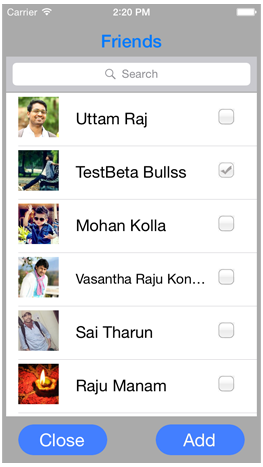 Carrier 2:20 PM
Friends
Search
Uttam Raj
TestBeta Bullss
Mohan Kolla
Vasantha Raju Kon...
Sai Tharun
Raju Manam
Close Add